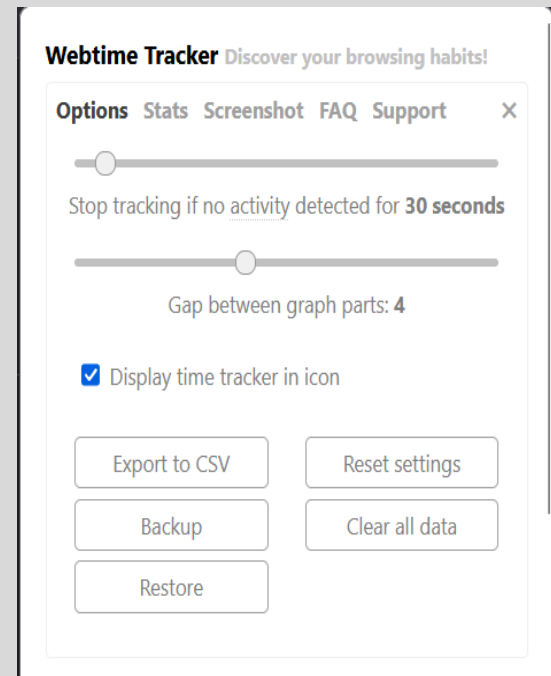 Webtime Tracker Discover your browsing habits!
Options Stats Screenshot FAQ Support ×
Stop tracking if no activity detected for 30 seconds
Gap between graph parts: 4
Display time tracker in icon
Export to CSV Reset settings
Backup Clear all data
Restore